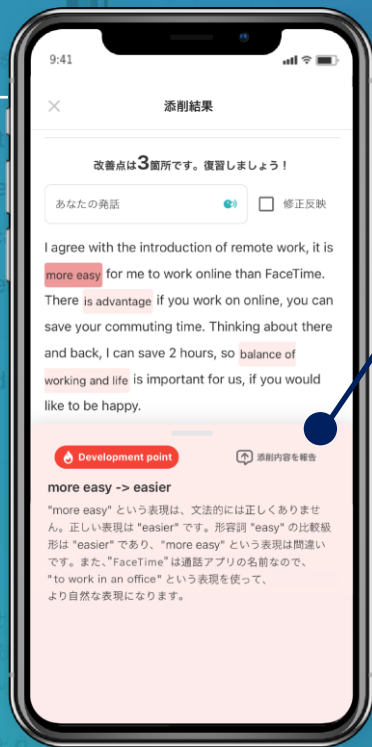 9:41
添削結果
改善点は3箇所です。復習しましょう！
あなたの発話
修正反映
I agree with the introduction of remote work, it is
more easy for me to work online than FaceTime.
There is advantage if you work on online, you can
save your commuting time. Thinking about there
and back, I can save 2 hours, so balance of
working and life is important for us, if you would
like to be happy.
Development point
添削内容を報告
more easy -> easier
"more easy" という表現は、文法的には正しくありませ
ん。正しい表現は "easier" です。形容詞 "easy" の比較級
形は "easier" であり、"more easy" という表現は間違い
です。また、"FaceTime" は通話アプリの名前なので、
"to work in an office" という表現を使って、
より自然な表現になります。